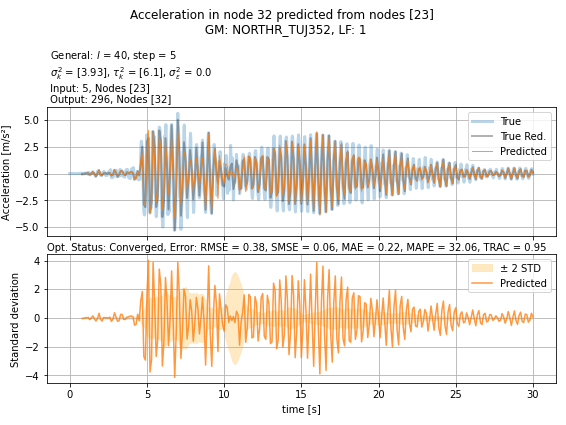 Acceleration in node 32 predicted from nodes [23]
GM: NORTHR_TUJ352, LF: 1
General: l = 40, step = 5
σ²ₖ = [3.93], τ²ₖ = [6.1], σ²ε = 0.0
Input: 5, Nodes [23]
Output: 296, Nodes [32]
Acceleration [m/s²]
5.0
2.5
0.0
−2.5
−5.0
True
True Red.
Predicted
Opt. Status: Converged, Error: RMSE = 0.38, SMSE = 0.06, MAE = 0.22, MAPE = 32.06, TRAC = 0.95
Standard deviation
4
2
0
−2
−4
± 2 STD
Predicted
0 5 10 15 20 25 30
time [s]